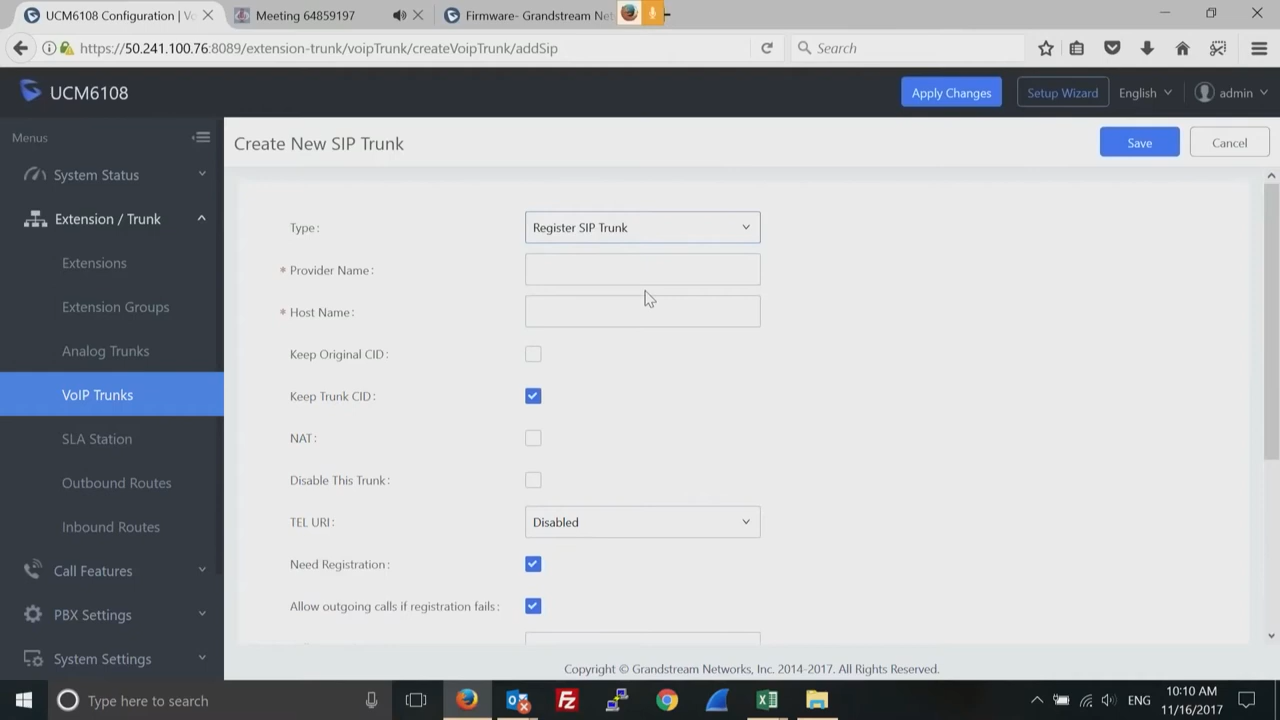 UCM6108 Configuration | Vo
Meeting 64859197
Firmware- Grandstream Net
https://50.241.100.76:8089/extension-trunk/voipTrunk/createVoipTrunk/addSip
Search
UCM6108
Apply Changes
Setup Wizard
English
admin
Menus
Create New SIP Trunk
Save
Cancel
System Status
Extension / Trunk
Extensions
Extension Groups
Analog Trunks
VoIP Trunks
SLA Station
Outbound Routes
Inbound Routes
Call Features
PBX Settings
System Settings
Type: Register SIP Trunk
* Provider Name:
* Host Name:
Keep Original CID:
Keep Trunk CID:
NAT:
Disable This Trunk:
TEL URI: Disabled
Need Registration:
Allow outgoing calls if registration fails:
Copyright © Grandstream Networks, Inc. 2014-2017. All Rights Reserved.
Type here to search
ENG
10:10 AM
11/16/2017